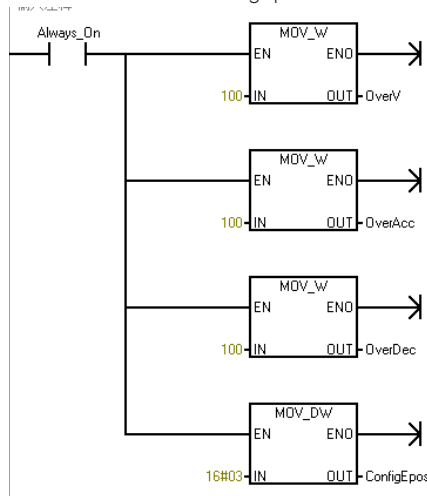 Always_On
MOV_W
EN ENO
100 IN OUT OverV
MOV_W
EN ENO
100 IN OUT OverAcc
MOV_W
EN ENO
100 IN OUT OverDec
MOV_DW
EN ENO
16#03 IN OUT ConfigEpos